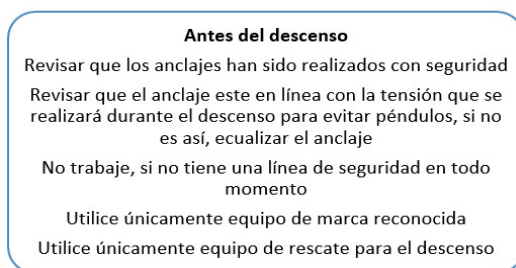 Antes del descenso
Revisar que los anclajes han sido realizados con seguridad
Revisar que el anclaje este en línea con la tensión que se
realizará durante el descenso para evitar péndulos, si no
es así, ecualizar el anclaje
No trabaje, si no tiene una línea de seguridad en todo
momento
Utilice únicamente equipo de marca reconocida
Utilice únicamente equipo de rescate para el descenso